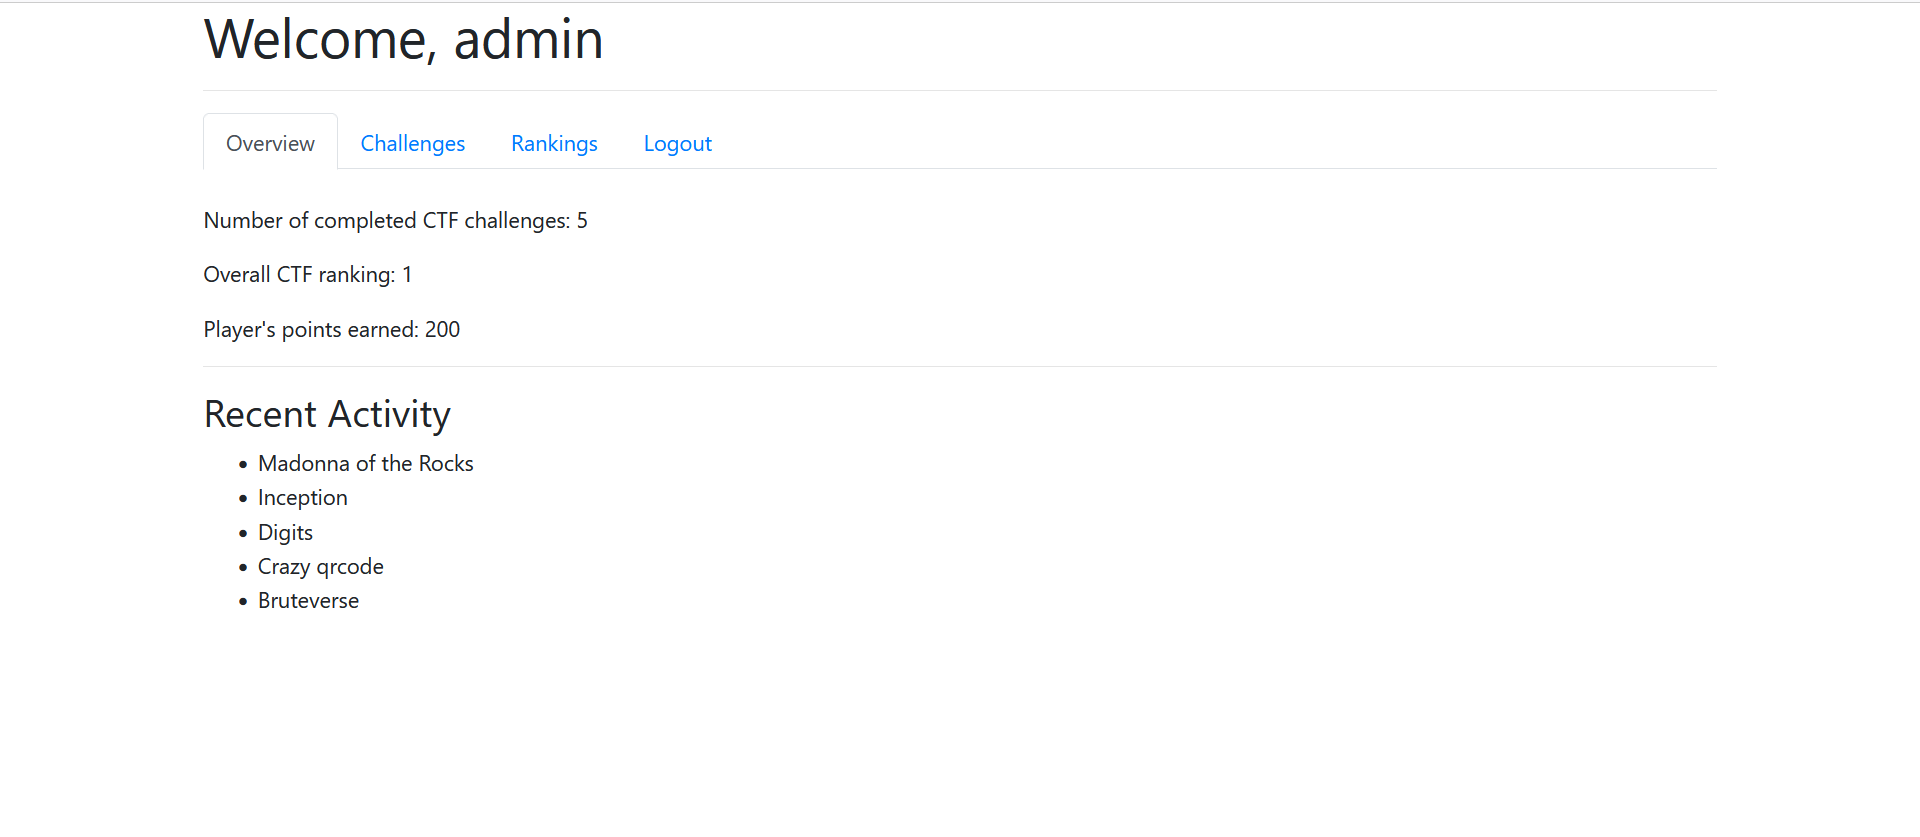 Welcome, admin
Overview Challenges Rankings Logout
Number of completed CTF challenges: 5
Overall CTF ranking: 1
Player's points earned: 200
Recent Activity
Madonna of the Rocks
Inception
Digits
Crazy qrcode
Bruteverse